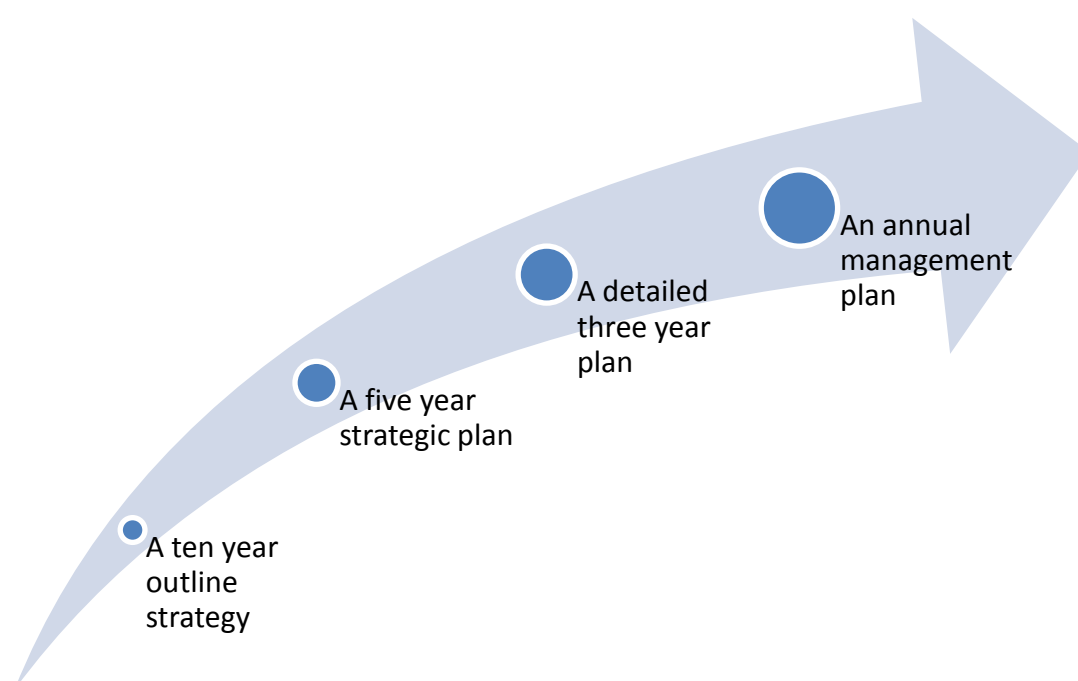 A ten year
outline
strategy
A five year
strategic plan
A detailed
three year
plan
An annual
management
plan